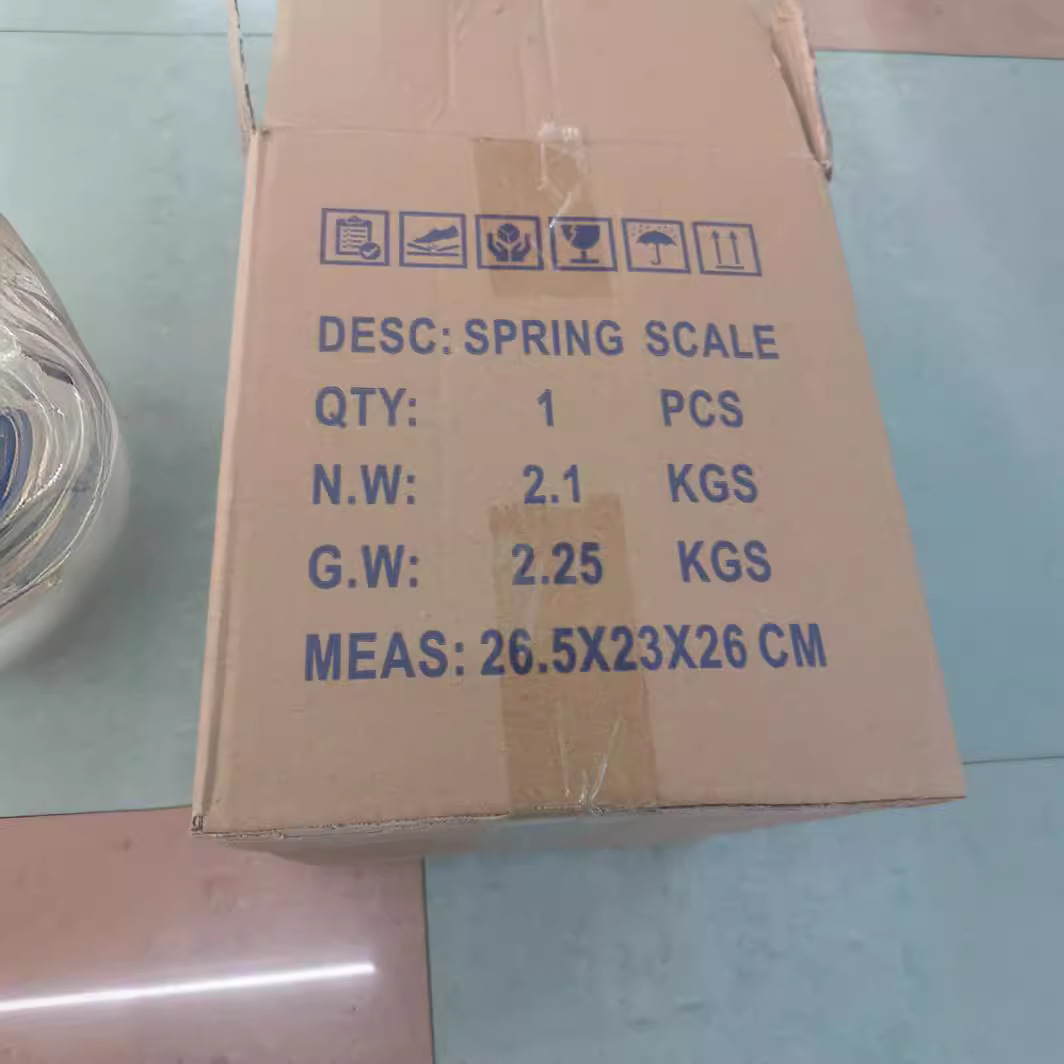 DESC: SPRING SCALE
QTY: 1 PCS
N.W: 2.1 KGS
G.W: 2.25 KGS
MEAS: 26.5X23X26 CM